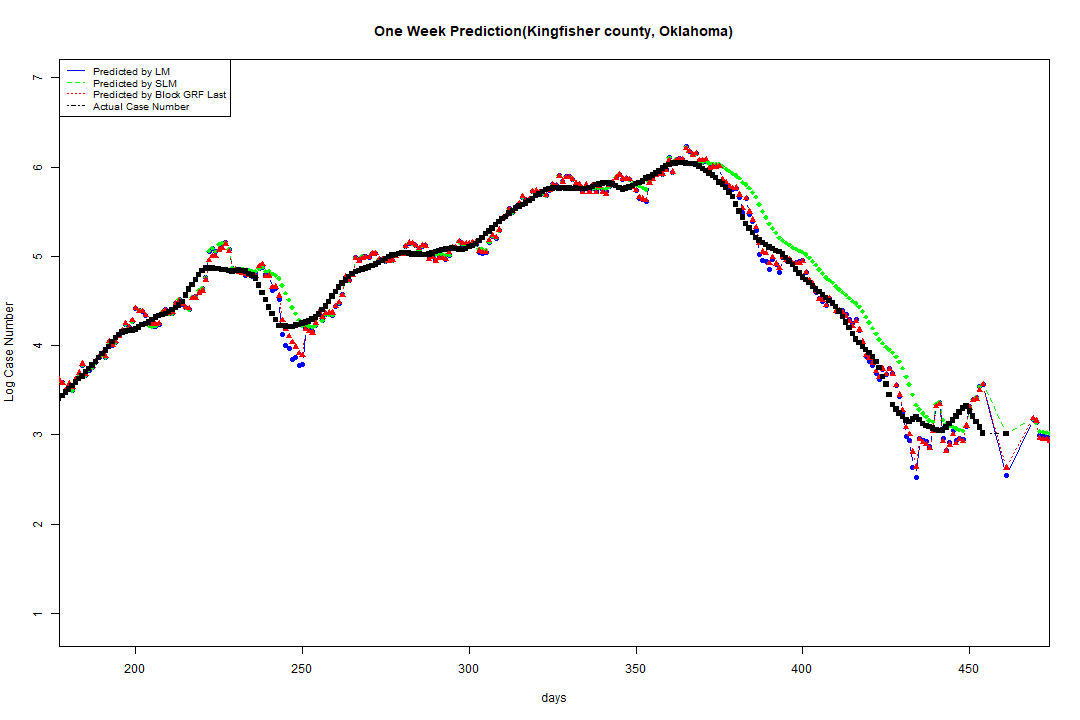 One Week Prediction(Kingfisher county, Oklahoma)
Predicted by LM
Predicted by SLM
Predicted by Block GRF Last
Actual Case Number
7
6
5
4
3
2
1
Log Case Number
200 250 300 350 400 450
days